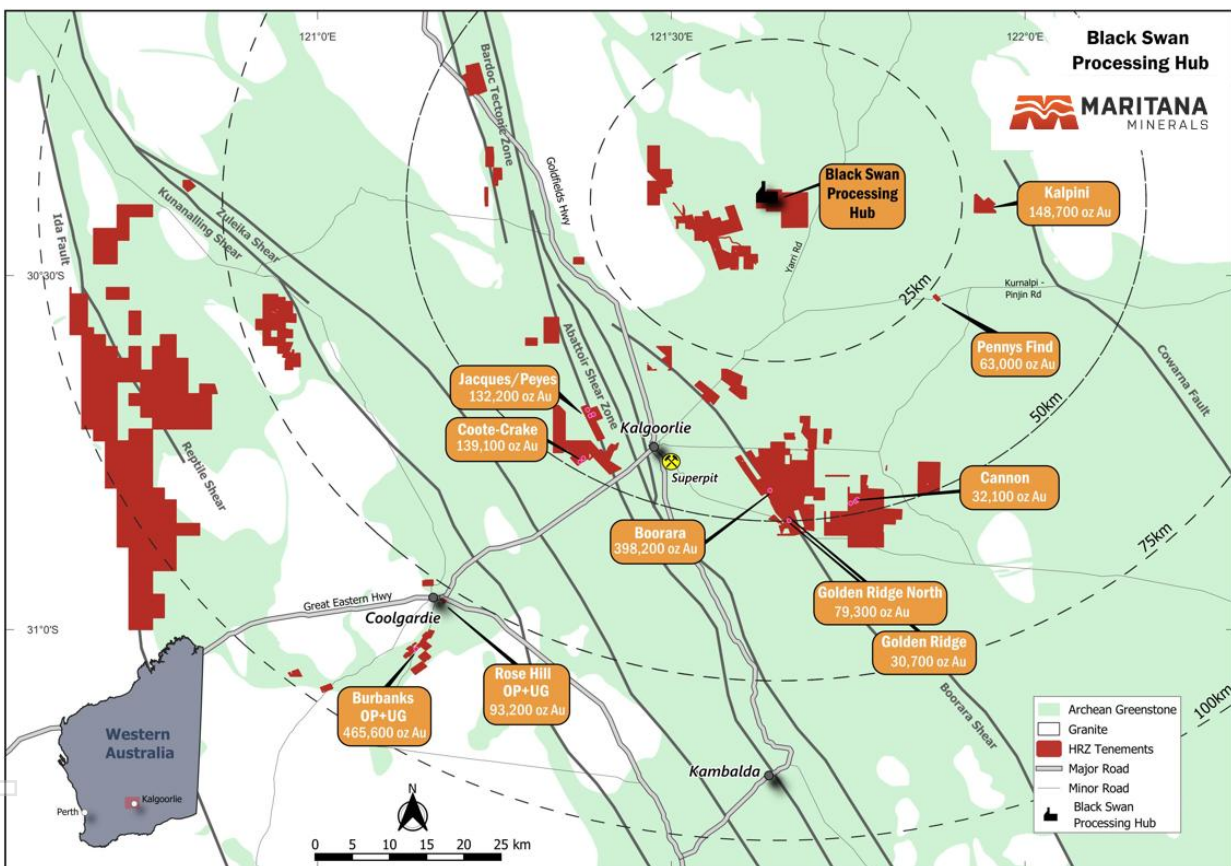 121°0'E
121°30'E
122°0'E
Black Swan
Processing Hub
MARITANA
MINERALS
Bardoc Tectonic Zone
Goldfields Hwy
Black Swan
Processing
Hub
Kalpini
148,700 oz Au
Ida Fault
Kunanalling Shear
Zuleika Shear
Yarri Rd
30°30'S
30°30'S
25km
Kurnalpi -
Pinjin Rd
Pennys Find
63,000 oz Au
Cowarna Fault
Abattoir Shear Zone
Jacques/Peyes
132,200 oz Au
50km
Coote-Crake
139,100 oz Au
Kalgoorlie
Superpit
Reptile Shear
Cannon
32,100 oz Au
Boorara
398,200 oz Au
75km
Golden Ridge North
79,300 oz Au
Great Eastern Hwy
Coolgardie
31°0'S
31°0'S
Golden Ridge
30,700 oz Au
Rose Hill
OP+UG
93,200 oz Au
Burbanks
OP+UG
465,600 oz Au
Boorara Shear
100km
Kambalda
Western
Australia
Perth
Kalgoorlie
N
0 5 10 15 20 25 km
Archean Greenstone
Granite
HRZ Tenements
Major Road
Minor Road
Black Swan
Processing Hub